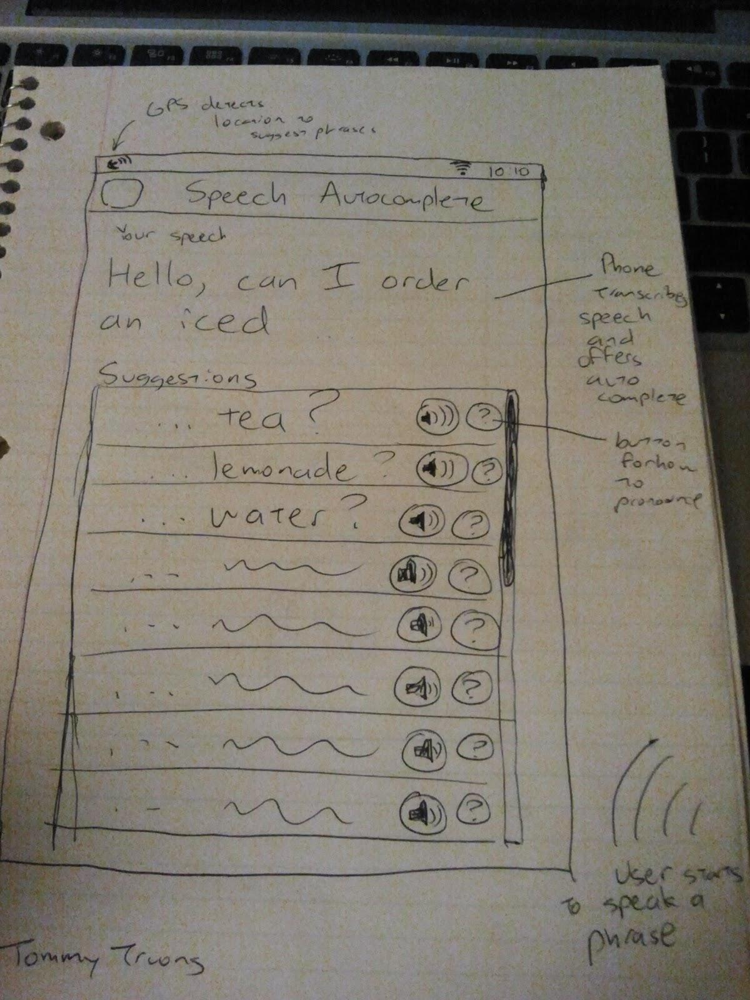 GPS detects
location to
suggest phrases
10:10
Speech Autocomplete
Your speech
Hello, can I order
an iced
Phone
transcribes
speech
and
offers
auto
complete
Suggestions
... tea ?
... lemonade ?
... water ?
button
for how
to
pronounce
?
?
?
?
?
?
?
?
User starts
to speak a
phrase
Tommy Truong